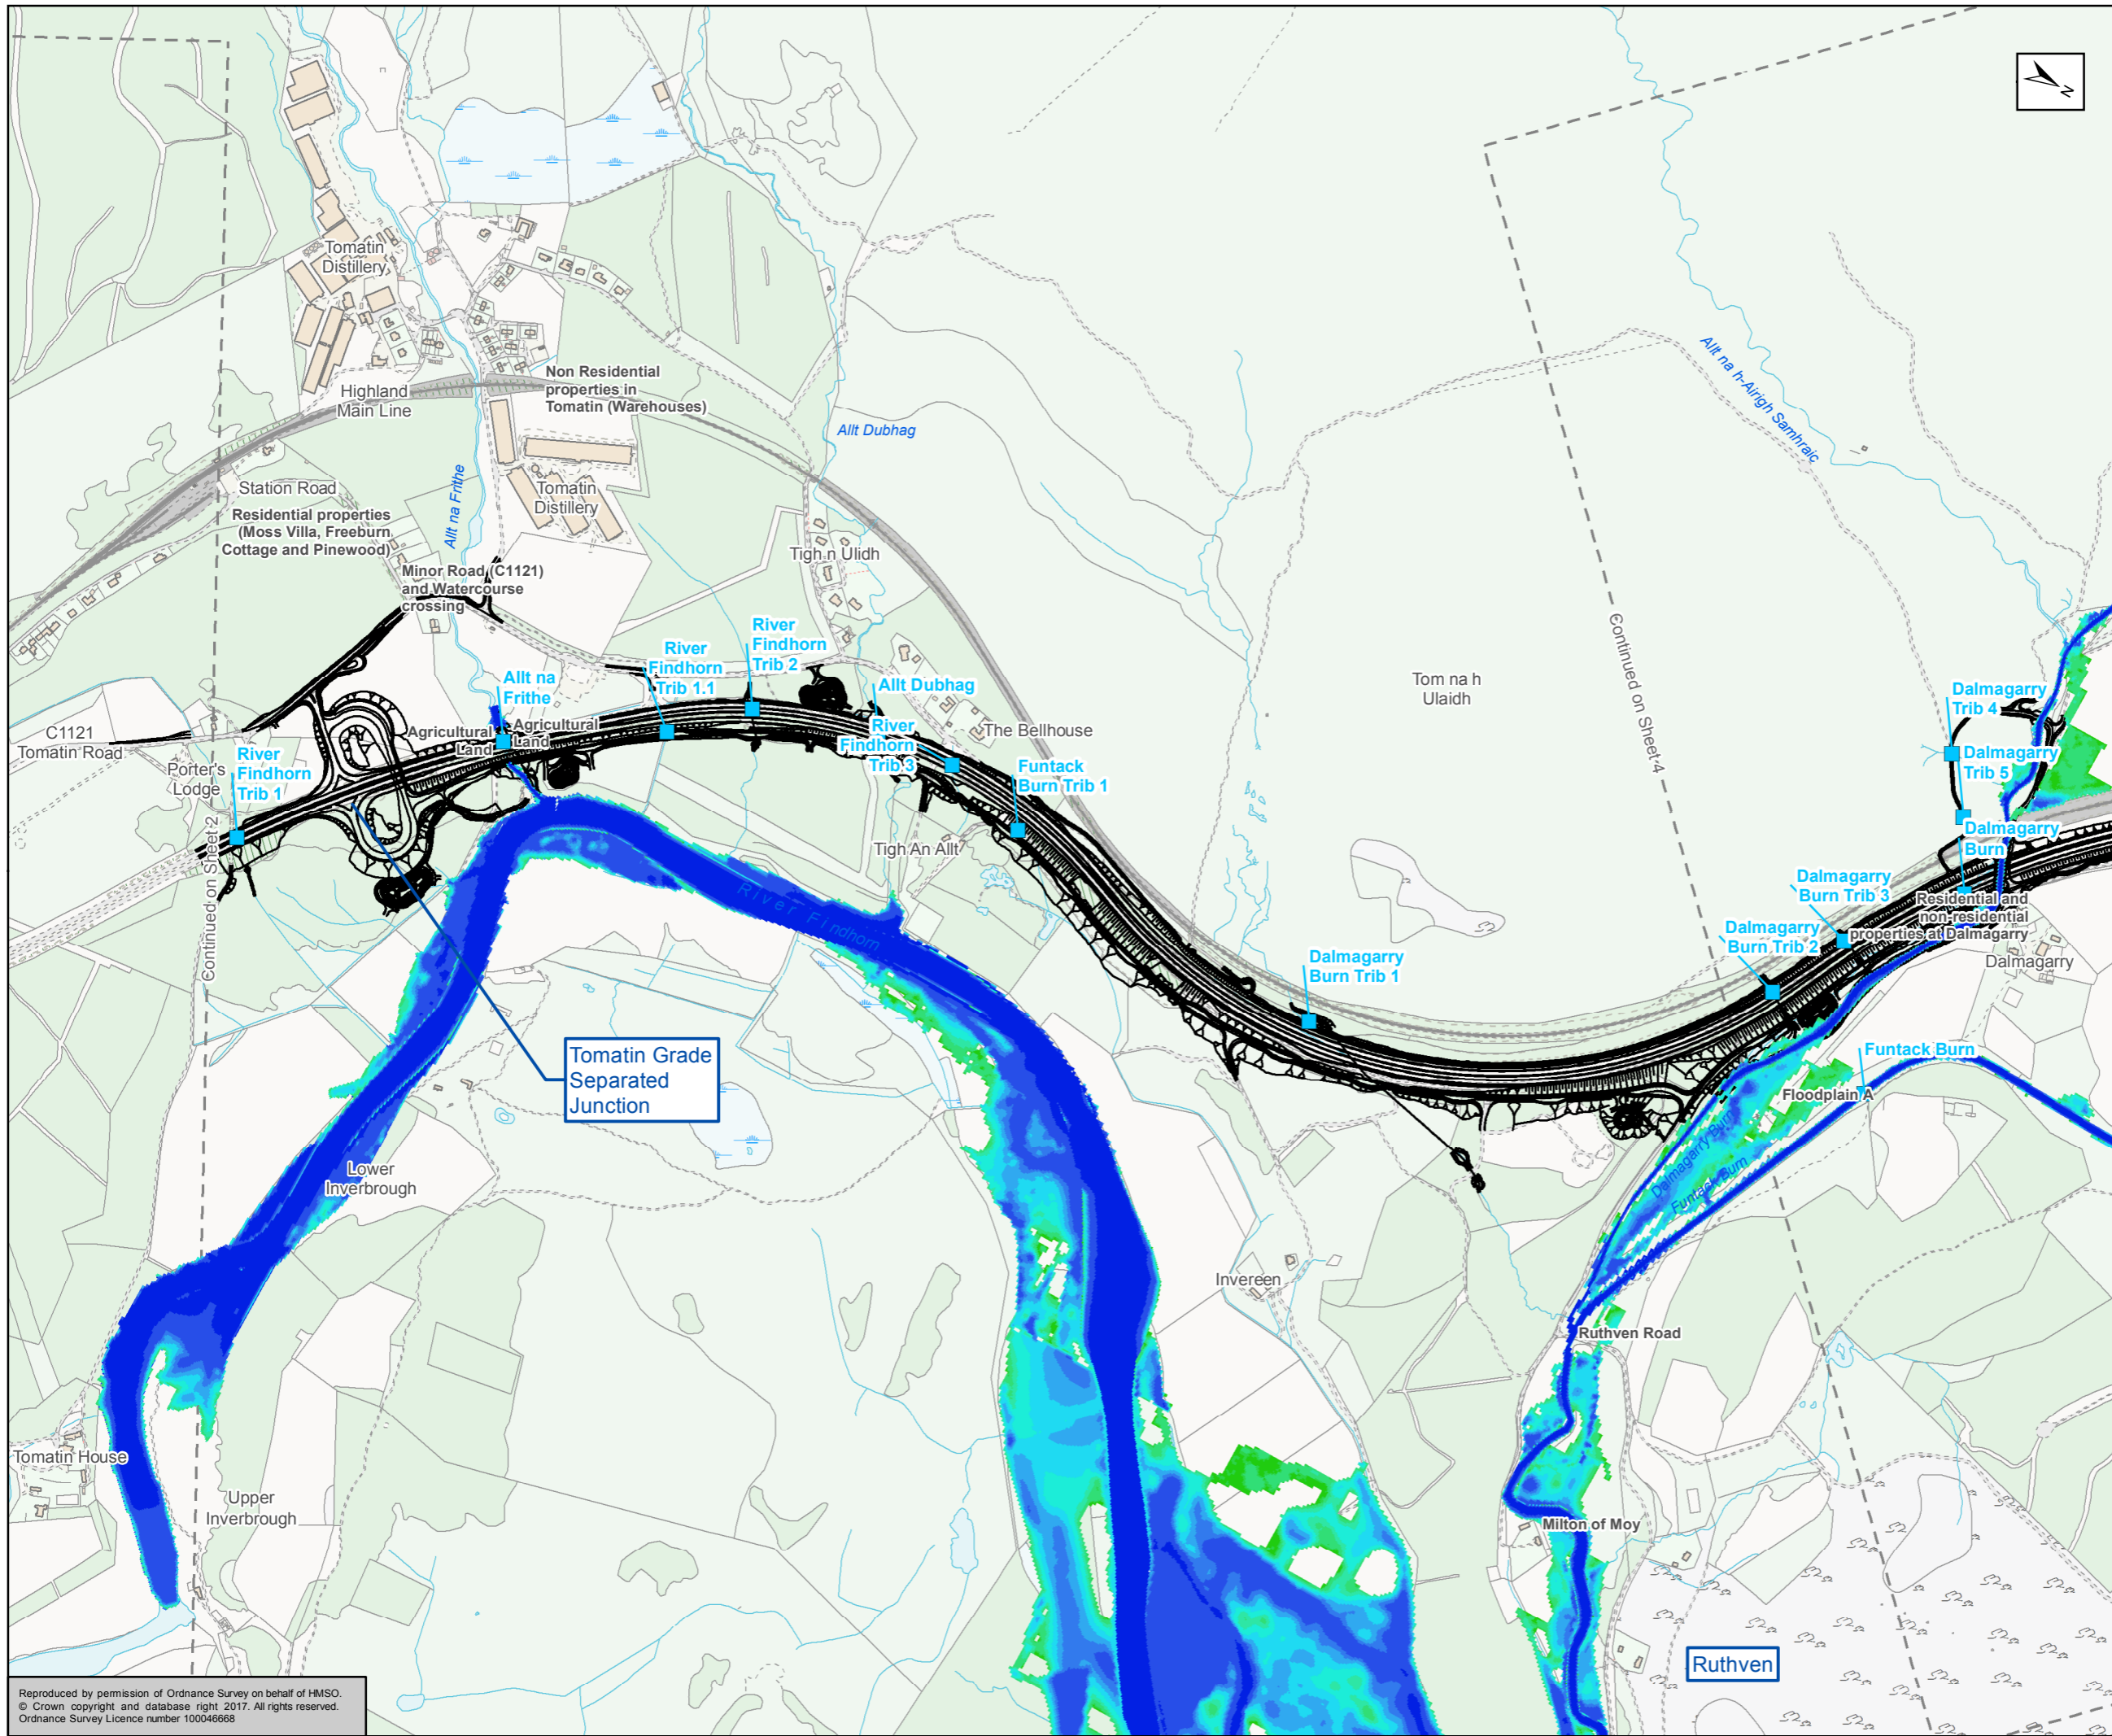 N
Tomatin
Distillery
Highland
Main Line
Non Residential
properties in
Tomatin (Warehouses)
Allt na h-Airigh Samhraic
Allt Dubhag
Station Road
Allt na Frithe
Tomatin
Distillery
Residential properties
(Moss Villa, Freeburn
Cottage and Pinewood)
Tigh n Ulidh
Minor Road (C1121)
and Watercourse
crossing
Continued on Sheet 4
River
Findhorn
Trib 2
River
Findhorn
Trib 1.1
Allt na
Frithe
Allt Dubhag
Tom na h
Ulaidh
Dalmagarry
Trib 4
C1121
Tomatin Road
Agricultural
Land
Agricultural
Land
River
Findhorn
Trib 3
The Bellhouse
Porter's
Lodge
River
Findhorn
Trib 1
Funtack
Burn Trib 1
Dalmagarry
Trib 5
Dalmagarry
Burn
Tigh An Allt
Continued on Sheet 2
River Findhorn
Dalmagarry
Burn Trib 3
Residential and
non-residential
properties at Dalmagarry
Dalmagarry
Burn Trib 2
Dalmagarry
Burn Trib 1
Dalmagarry
Tomatin Grade
Separated
Junction
Funtack Burn
Floodplain A
Dalmagarry Burn
Funtack Burn
Lower
Inverbrough
Invereen
Ruthven Road
Tomatin House
Upper
Inverbrough
Milton of Moy
Ruthven
Reproduced by permission of Ordnance Survey on behalf of HMSO.
© Crown copyright and database right 2017. All rights reserved.
Ordnance Survey Licence number 100046668